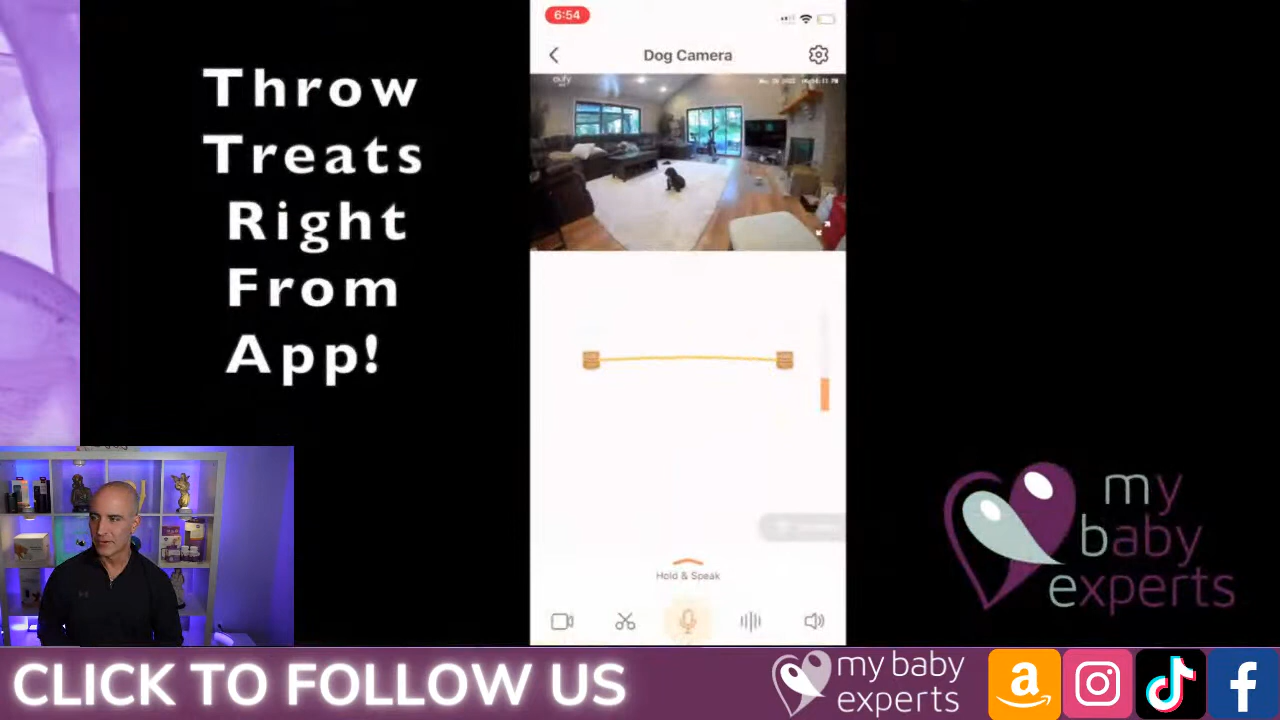 6:54
Dog Camera
eufy
Throw
Treats
Right
From
App!
Hold & Speak
my
baby
experts
CLICK TO FOLLOW US
my baby
experts